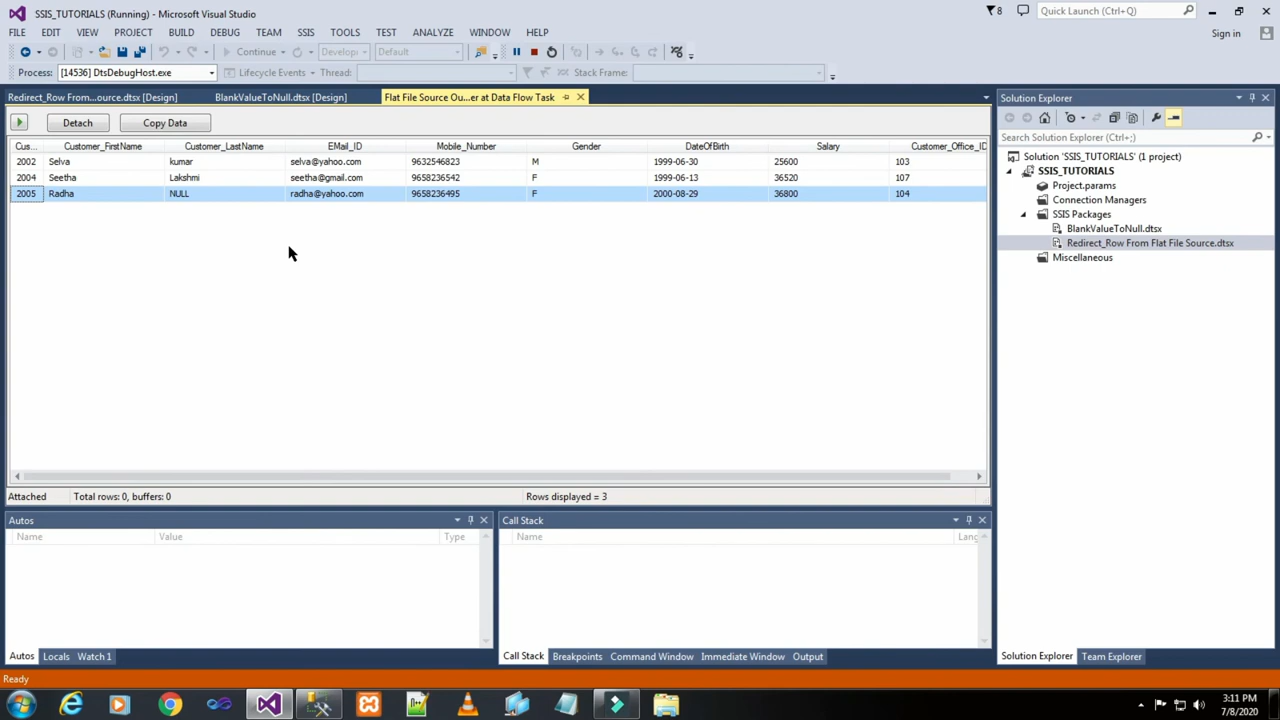 SSIS_TUTORIALS (Running) - Microsoft Visual Studio
8
Quick Launch (Ctrl+Q)
FILE EDIT VIEW PROJECT BUILD DEBUG TEAM SSIS TOOLS TEST ANALYZE WINDOW HELP
Sign in
Continue Develop Default
Process: [14536] DtsDebugHost.exe Lifecycle Events Thread: Stack Frame:
Redirect_Row From...ource.dtsx [Design] BlankValueToNull.dtsx [Design] Flat File Source Ou...er at Data Flow Task
Detach Copy Data
Cus... Customer_FirstName Customer_LastName EMail_ID Mobile_Number Gender DateOfBirth Salary Customer_Office_ID
2002 Selva kumar selva@yahoo.com 9632546823 M 1999-06-30 25600 103
2004 Seetha Lakshmi seetha@gmail.com 9658236542 F 1999-06-13 36520 107
2005 Radha NULL radha@yahoo.com 9658236495 F 2000-08-29 36800 104
Attached Total rows: 0, buffers: 0 Rows displayed = 3
Autos
Name Value Type
Autos Locals Watch 1
Call Stack
Name Lang
Call Stack Breakpoints Command Window Immediate Window Output
Solution Explorer
Search Solution Explorer (Ctrl+;)
Solution 'SSIS_TUTORIALS' (1 project)
SSIS_TUTORIALS
Project.params
Connection Managers
SSIS Packages
BlankValueToNull.dtsx
Redirect_Row From Flat File Source.dtsx
Miscellaneous
Solution Explorer Team Explorer
Ready
3:11 PM
7/8/2020